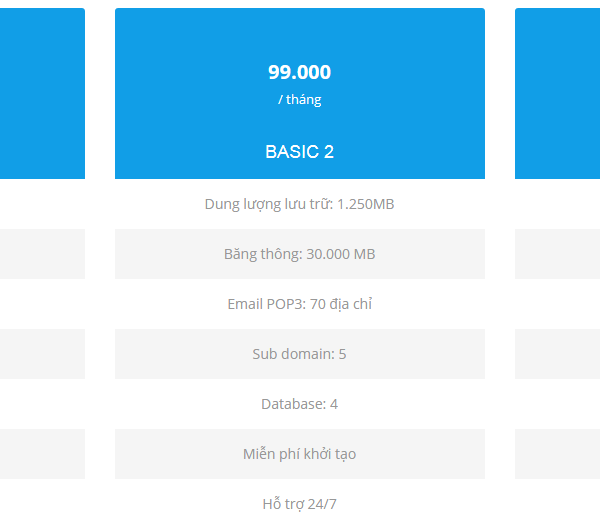 99.000
/ tháng
BASIC 2
Dung lượng lưu trữ: 1.250MB
Băng thông: 30.000 MB
Email POP3: 70 địa chỉ
Sub domain: 5
Database: 4
Miễn phí khởi tạo
Hỗ trợ 24/7